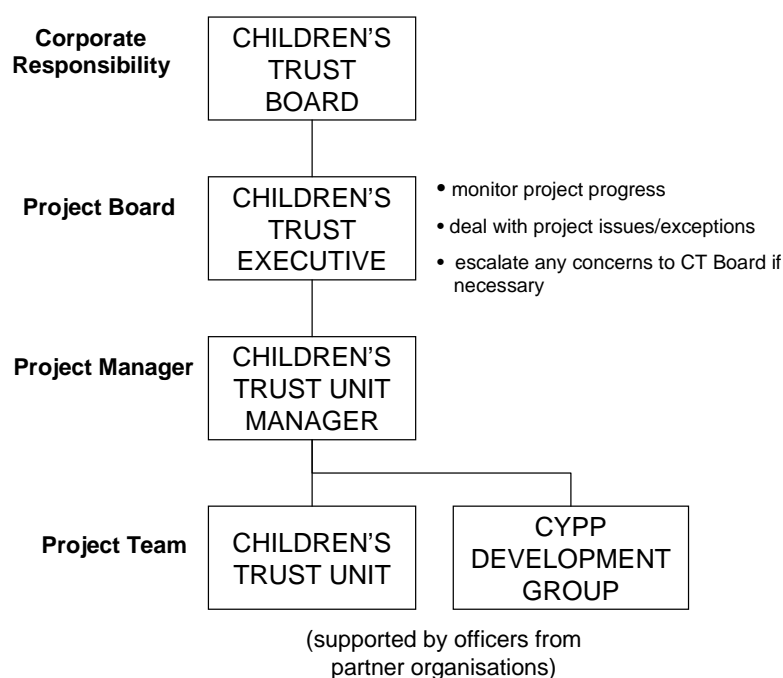 Corporate
Responsibility
CHILDREN'S
TRUST
BOARD
Project Board
CHILDREN'S
TRUST
EXECUTIVE
• monitor project progress
• deal with project issues/exceptions
• escalate any concerns to CT Board if
necessary
Project Manager
CHILDREN'S
TRUST UNIT
MANAGER
Project Team
CHILDREN'S
TRUST UNIT
CYPP
DEVELOPMENT
GROUP
(supported by officers from
partner organisations)